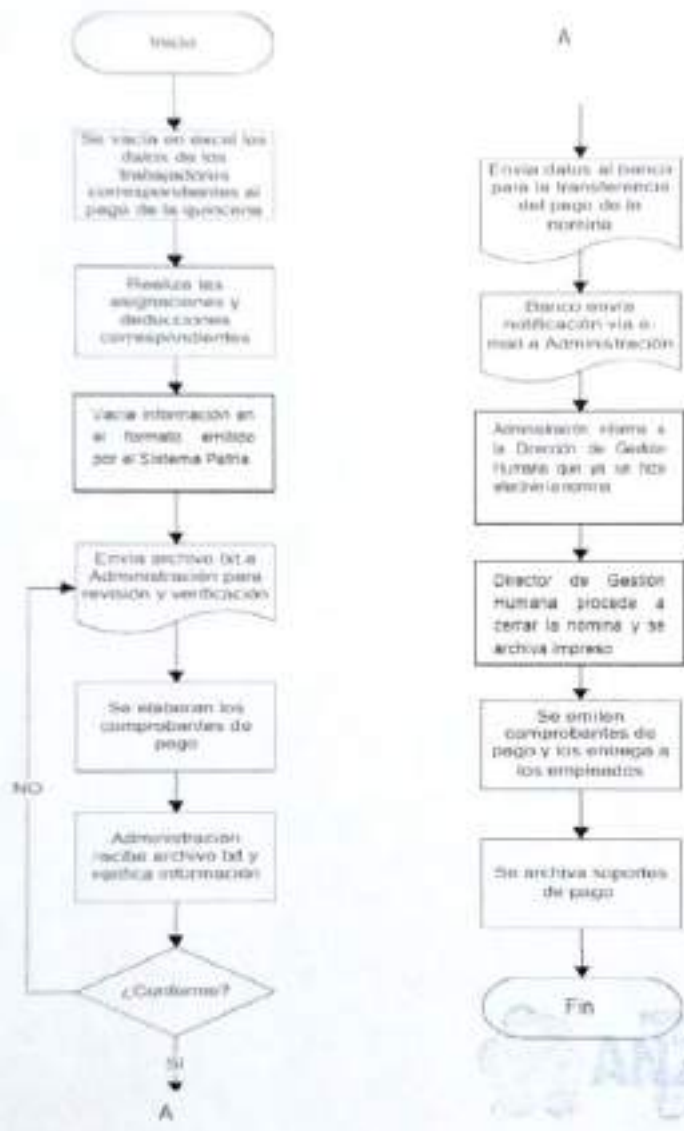 Inicio
Se vacía en excel los
datos de los
trabajadores
correspondientes al
pago de la quincena
Realiza las
asignaciones y
deducciones
correspondientes
Vacía información en
el formato emitido
por el Sistema Patria
Envía archivo txt a
Administración para
revisión y verificación
Se elaboran los
comprobantes de
pago
NO
Administración
recibe archivo txt y
verifica información
¿Conforme?
SI
A
A
Envía datos al banco
para la transferencia
del pago de la
nomina
Banco envía
notificación vía e-
mail a Administración
Administración informa a
la Dirección de Gestión
Humana que ya se hizo
efectivo la nomina
Director de Gestión
Humana procede a
cerrar la nomina y se
archiva impreso
Se emiten
comprobantes de
pago y los entrega a
los empleados
Se archiva soportes
de pago
Fin